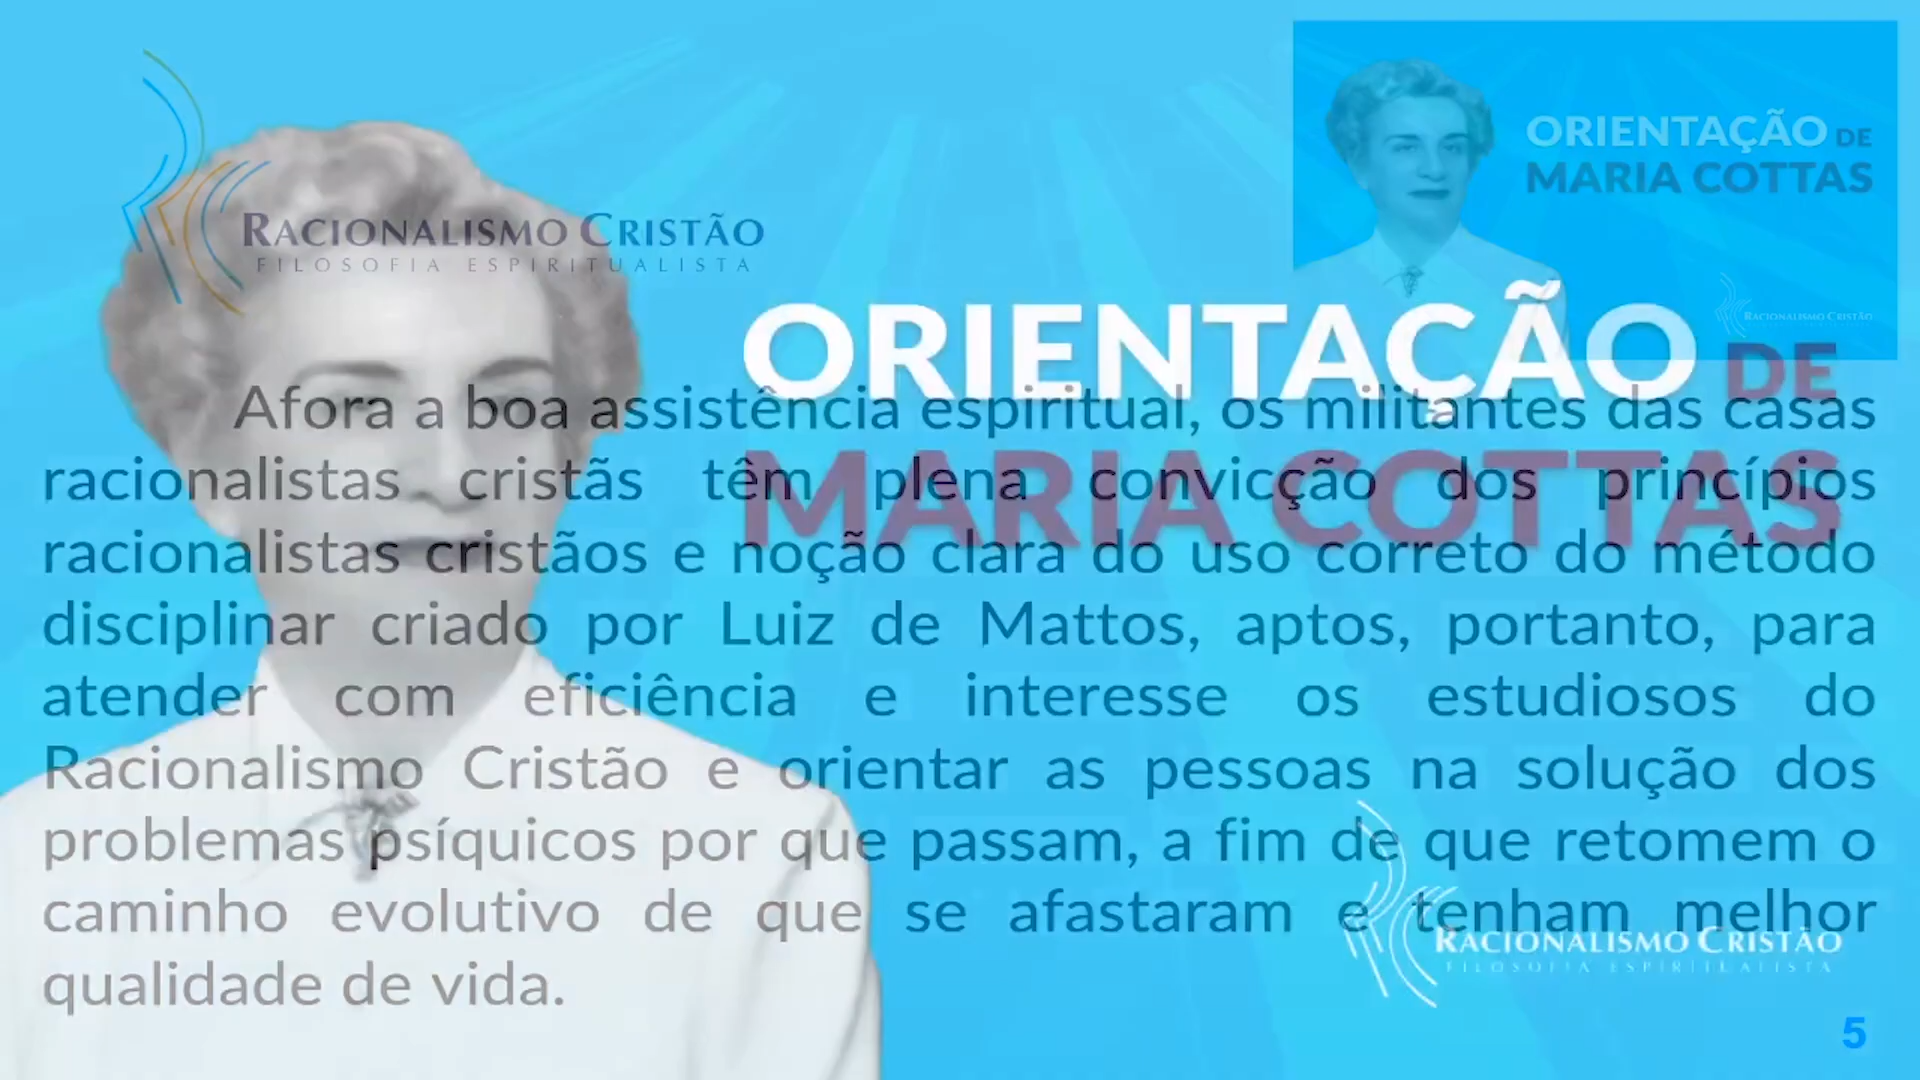 RACIONALISMO CRISTÃO
FILOSOFIA ESPIRITUALISTA
ORIENTAÇÃO DE
MARIA COTTAS
RACIONALISMO CRISTÃO
ORIENTAÇÃO DE
MARIA COTTAS
Afora a boa assistência espiritual, os militantes das casas
racionalistas cristãs têm plena convicção dos princípios
racionalistas cristãos e noção clara do uso correto do método
disciplinar criado por Luiz de Mattos, aptos, portanto, para
atender com eficiência e interesse os estudiosos do
Racionalismo Cristão e orientar as pessoas na solução dos
problemas psíquicos por que passam, a fim de que retomem o
caminho evolutivo de que se afastaram e tenham melhor
qualidade de vida.
RACIONALISMO CRISTÃO
FILOSOFIA ESPIRITUALISTA
5